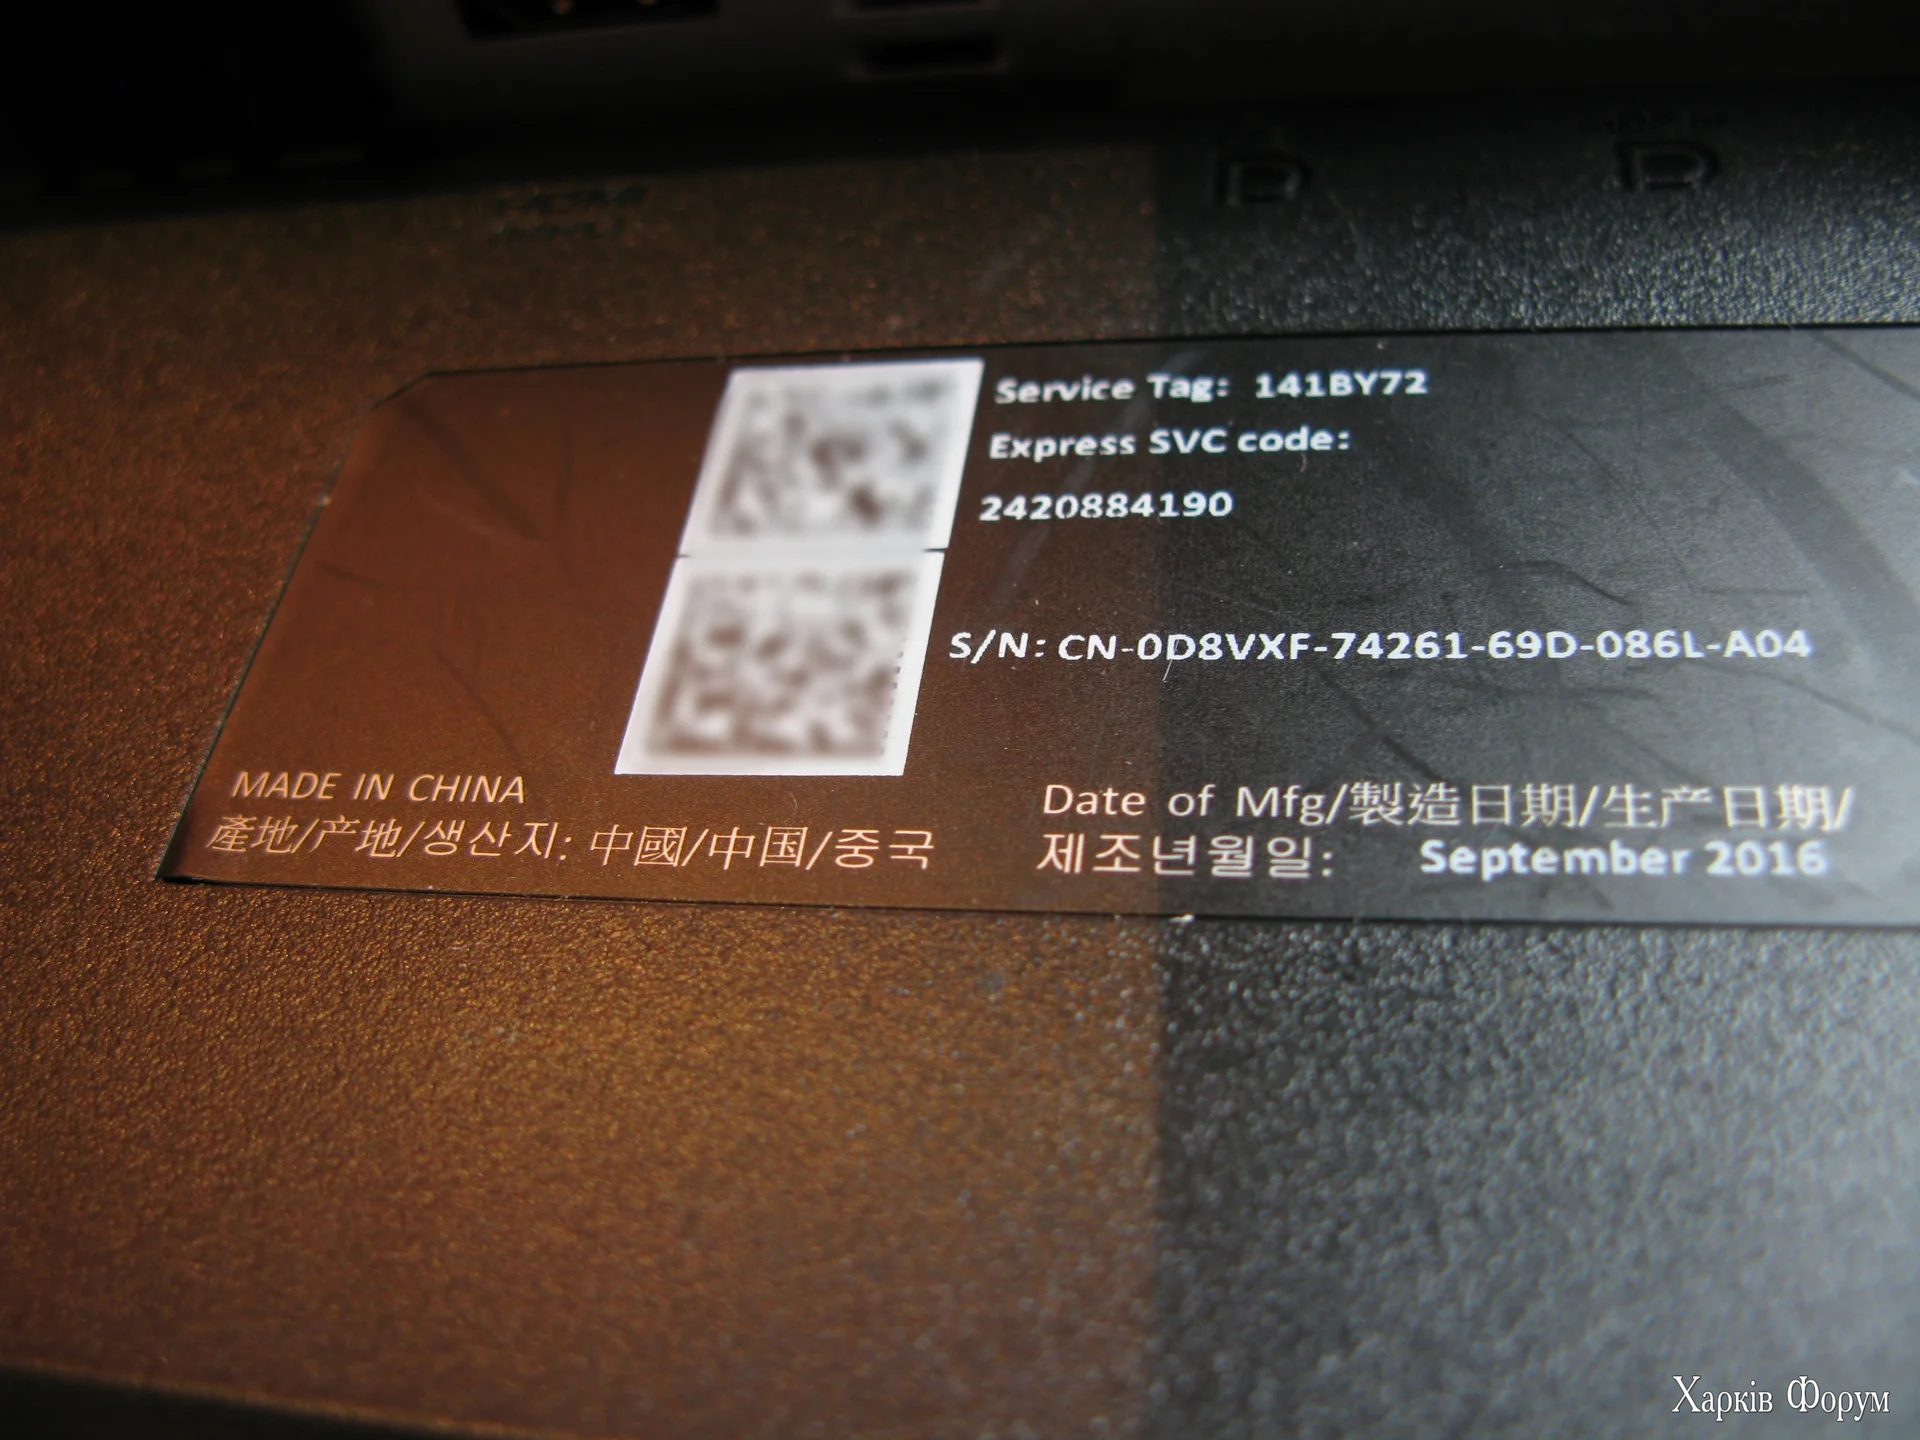 Service Tag: 141BY72
Express SVC code:
2420884190
S/N: CN-0D8VXF-74261-69D-086L-A04
MADE IN CHINA
產地/产地/생산지: 中國/中国/중국
Date of Mfg/製造日期/生产日期/
제조년월일: September 2016
Харків Форум